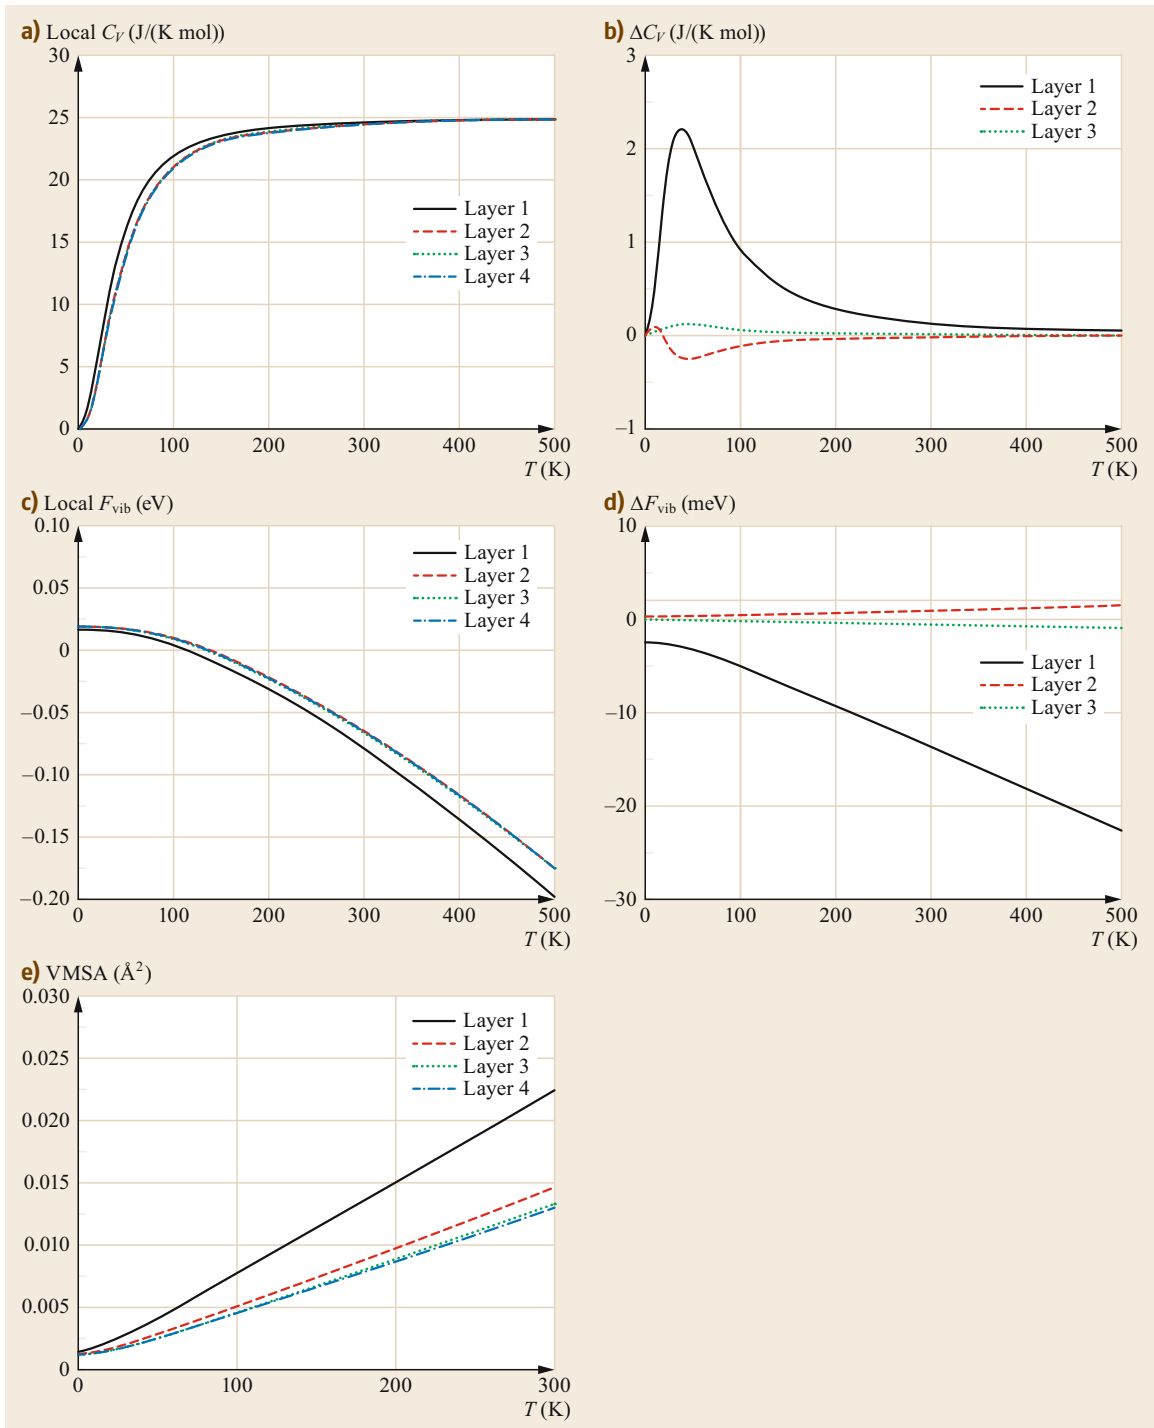 a) Local C_V (J/(K mol))
30
25
20
15
10
5
0
0 100 200 300 400 500
T (K)
Layer 1
Layer 2
Layer 3
Layer 4
b) ΔC_V (J/(K mol))
3
2
1
0
–1
0 100 200 300 400 500
T (K)
Layer 1
Layer 2
Layer 3
c) Local F_vib (eV)
0.10
0.05
0
–0.05
–0.10
–0.15
–0.20
0 100 200 300 400 500
T (K)
Layer 1
Layer 2
Layer 3
Layer 4
d) ΔF_vib (meV)
10
0
–10
–20
–30
0 100 200 300 400 500
T (K)
Layer 1
Layer 2
Layer 3
e) VMSA (Å²)
0.030
0.025
0.020
0.015
0.010
0.005
0
0 100 200 300
T (K)
Layer 1
Layer 2
Layer 3
Layer 4